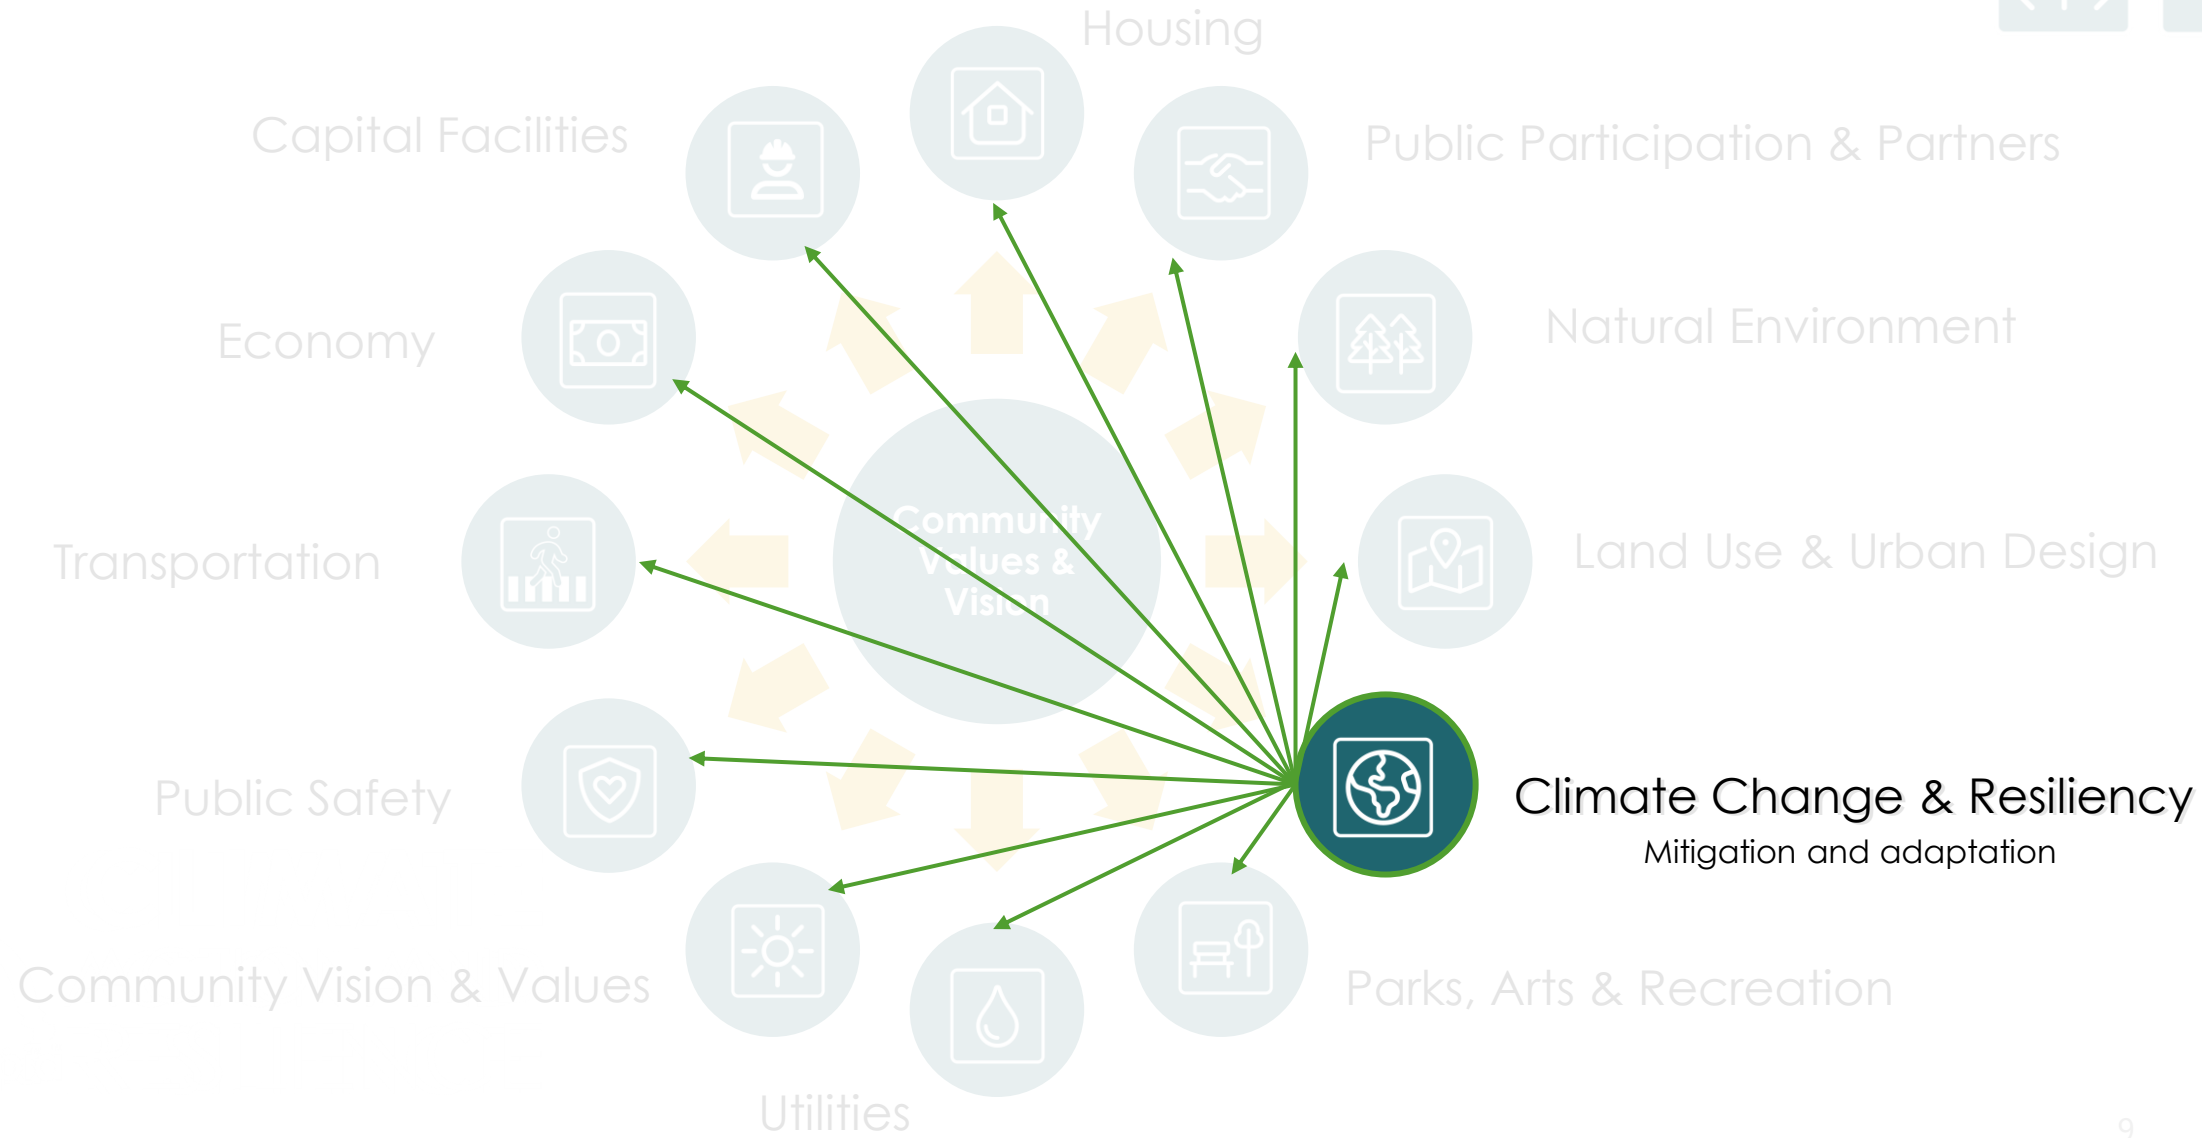 Housing
Capital Facilities
Public Participation & Partners
Natural Environment
Economy
Community
Values &
Vision
Land Use & Urban Design
Transportation
Climate Change & Resiliency
Mitigation and adaptation
Public Safety
Community Vision & Values
Parks, Arts & Recreation
Utilities
9